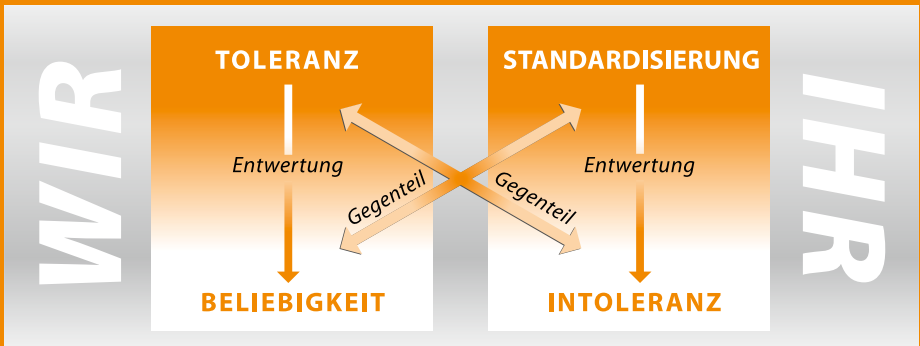 WIR
TOLERANZ
STANDARDISIERUNG
IHR
Entwertung
Entwertung
Gegenteil
Gegenteil
BELIEBIGKEIT
INTOLERANZ